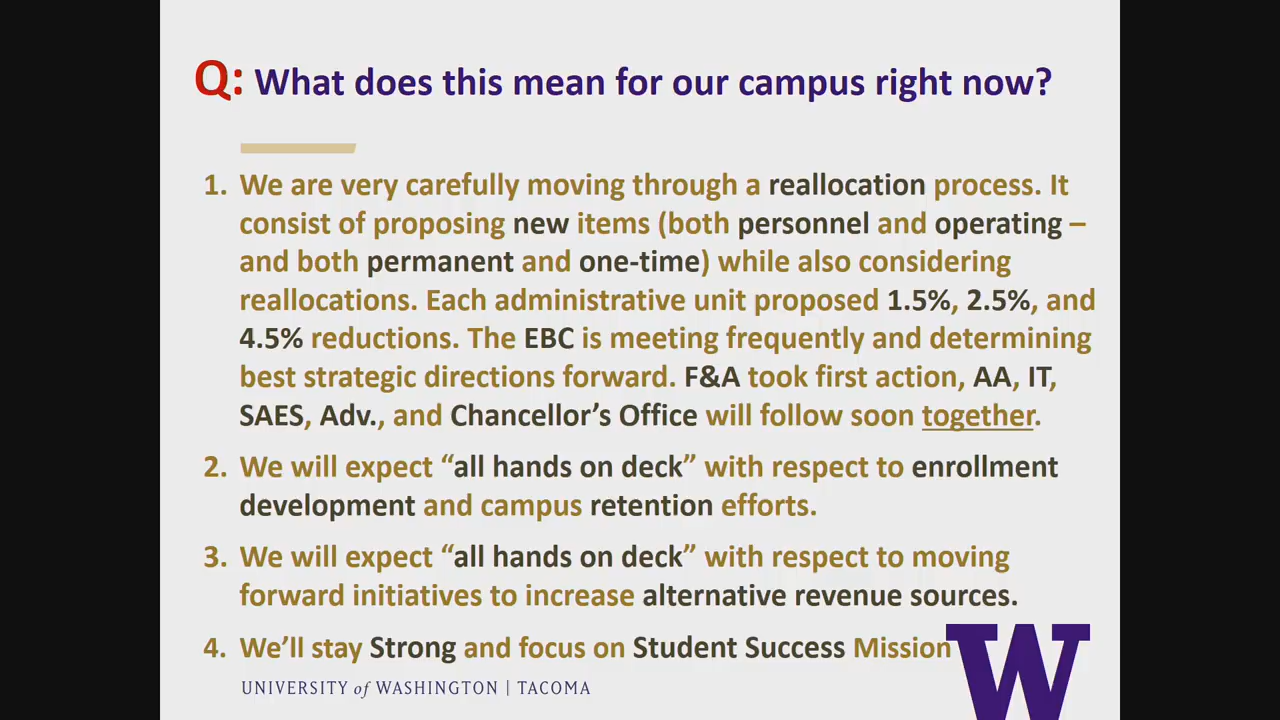 Q: What does this mean for our campus right now?
1. We are very carefully moving through a reallocation process. It
consist of proposing new items (both personnel and operating –
and both permanent and one-time) while also considering
reallocations. Each administrative unit proposed 1.5%, 2.5%, and
4.5% reductions. The EBC is meeting frequently and determining
best strategic directions forward. F&A took first action, AA, IT,
SAES, Adv., and Chancellor’s Office will follow soon together.
2. We will expect “all hands on deck” with respect to enrollment
development and campus retention efforts.
3. We will expect “all hands on deck” with respect to moving
forward initiatives to increase alternative revenue sources.
4. We’ll stay Strong and focus on Student Success Mission
UNIVERSITY of WASHINGTON | TACOMA
W